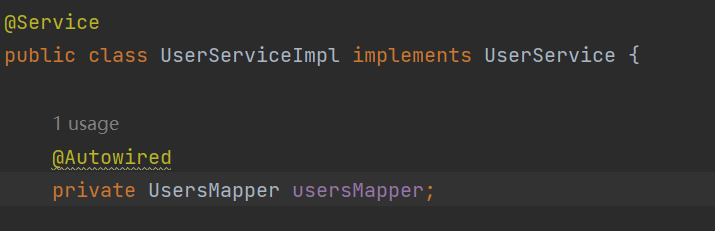 @Service
public class UserServiceImpl implements UserService {
1 usage
@Autowired
private UsersMapper usersMapper;